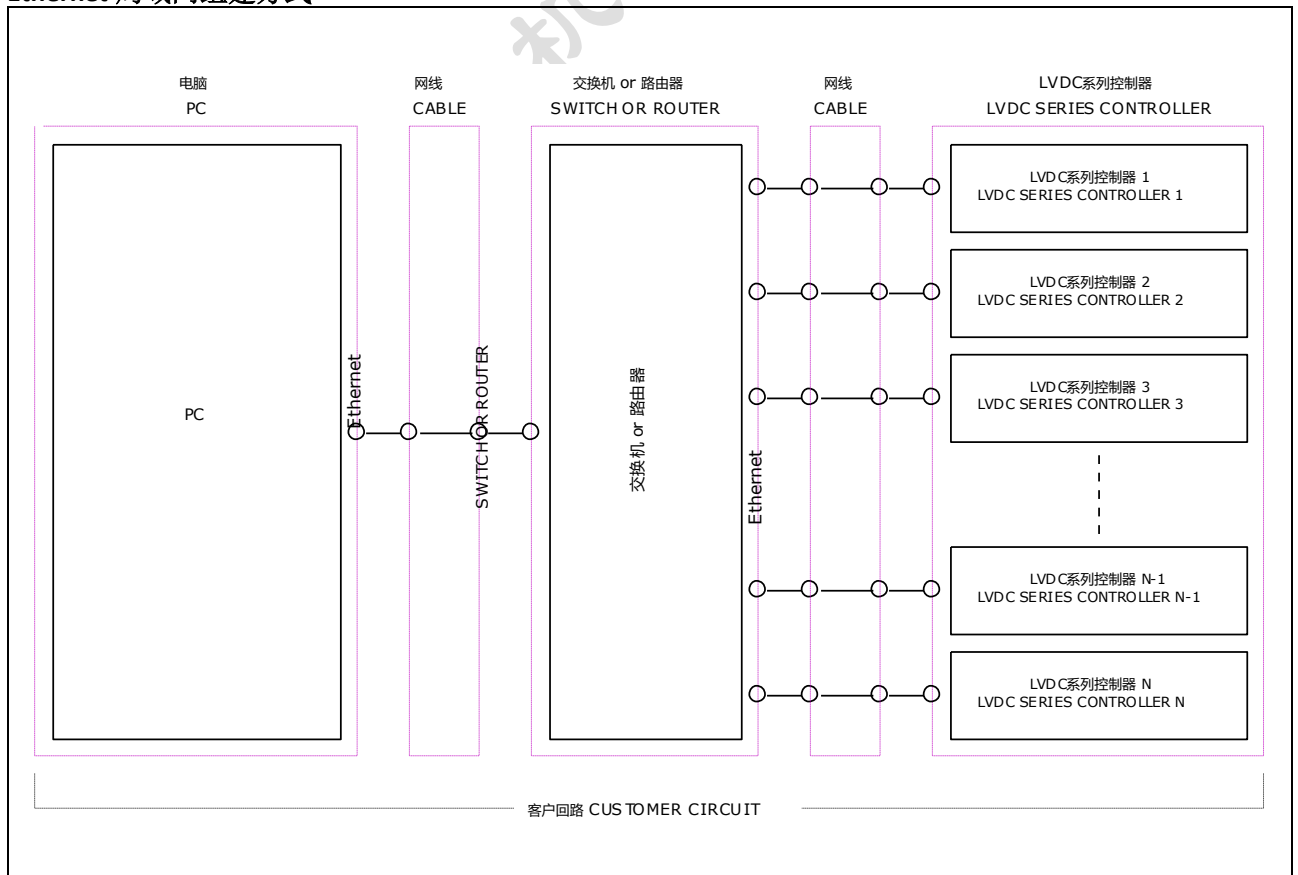 电脑
PC
网线
CABLE
交换机 or 路由器
SWITCH OR ROUTER
网线
CABLE
LVDC系列控制器
LVDC SERIES CONTROLLER
PC
Ethernet
SWITCH OR ROUTER
交换机 or 路由器
Ethernet
LVDC系列控制器 1
LVDC SERIES CONTROLLER 1
LVDC系列控制器 2
LVDC SERIES CONTROLLER 2
LVDC系列控制器 3
LVDC SERIES CONTROLLER 3
LVDC系列控制器 N-1
LVDC SERIES CONTROLLER N-1
LVDC系列控制器 N
LVDC SERIES CONTROLLER N
客户回路 CUSTOMER CIRCUIT